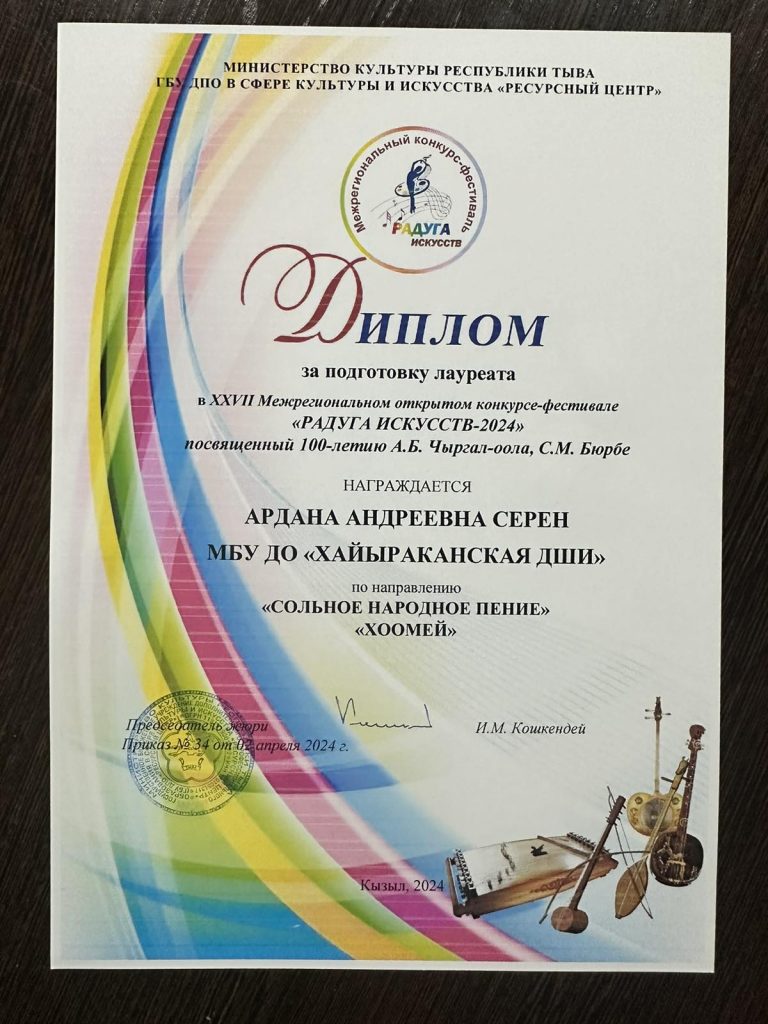 МИНИСТЕРСТВО КУЛЬТУРЫ РЕСПУБЛИКИ ТЫВА
ГБУ ДПО В СФЕРЕ КУЛЬТУРЫ И ИСКУССТВА «РЕСУРСНЫЙ ЦЕНТР»
Межрегиональный конкурс-фестиваль
РАДУГА
ИСКУССТВ
ДИПЛОМ
за подготовку лауреата
в XXVII Межрегиональном открытом конкурсе-фестивале
«РАДУГА ИСКУССТВ-2024»
посвященный 100-летию А.Б. Чыргал-оола, С.М. Бюрбе
НАГРАЖДАЕТСЯ
АРДАНА АНДРЕЕВНА СЕРЕН
МБУ ДО «ХАЙЫРАКАНСКАЯ ДШИ»
по направлению
«СОЛЬНОЕ НАРОДНОЕ ПЕНИЕ»
«ХООМЕЙ»
Председатель жюри
И.М. Кошкендей
Приказ № 34 от 02 апреля 2024 г.
Кызыл, 2024